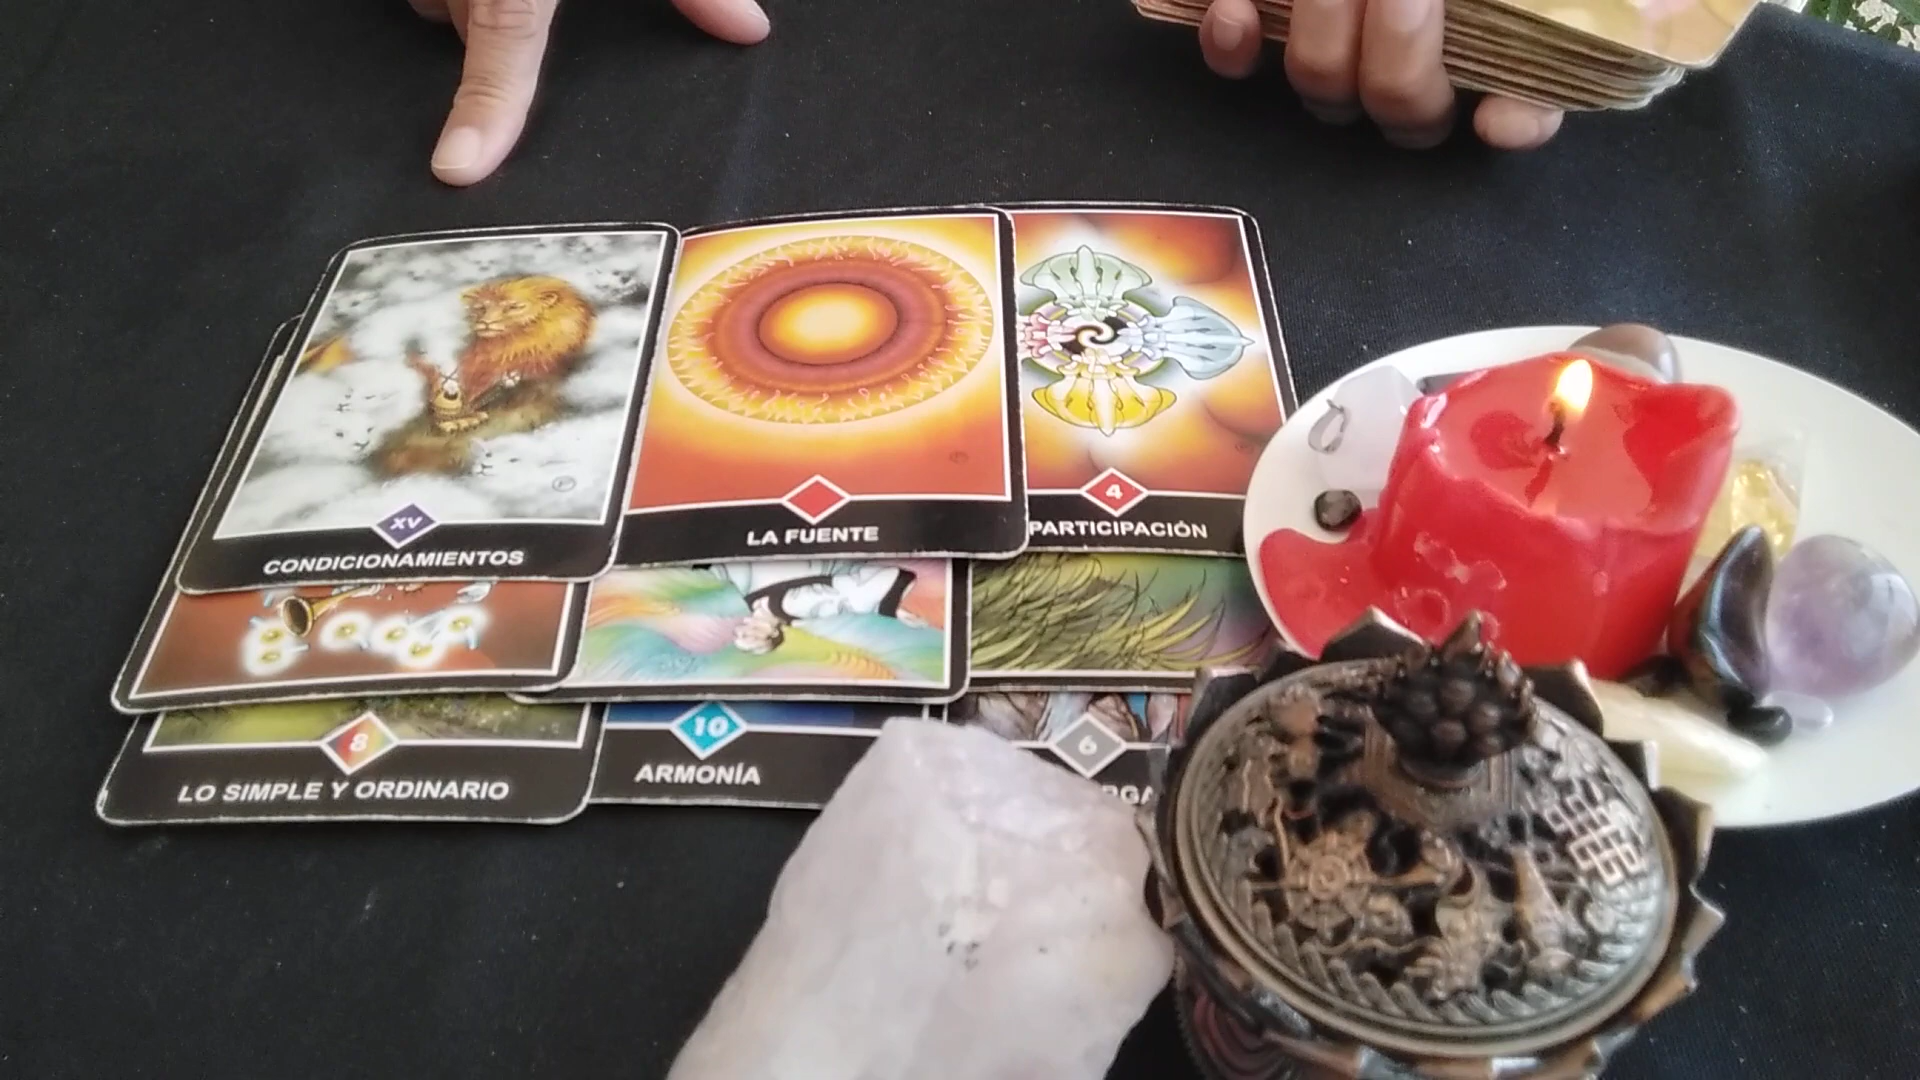 XV
CONDICIONAMIENTOS
LA FUENTE
4
PARTICIPACIÓN
8
LO SIMPLE Y ORDINARIO
10
ARMONÍA
6